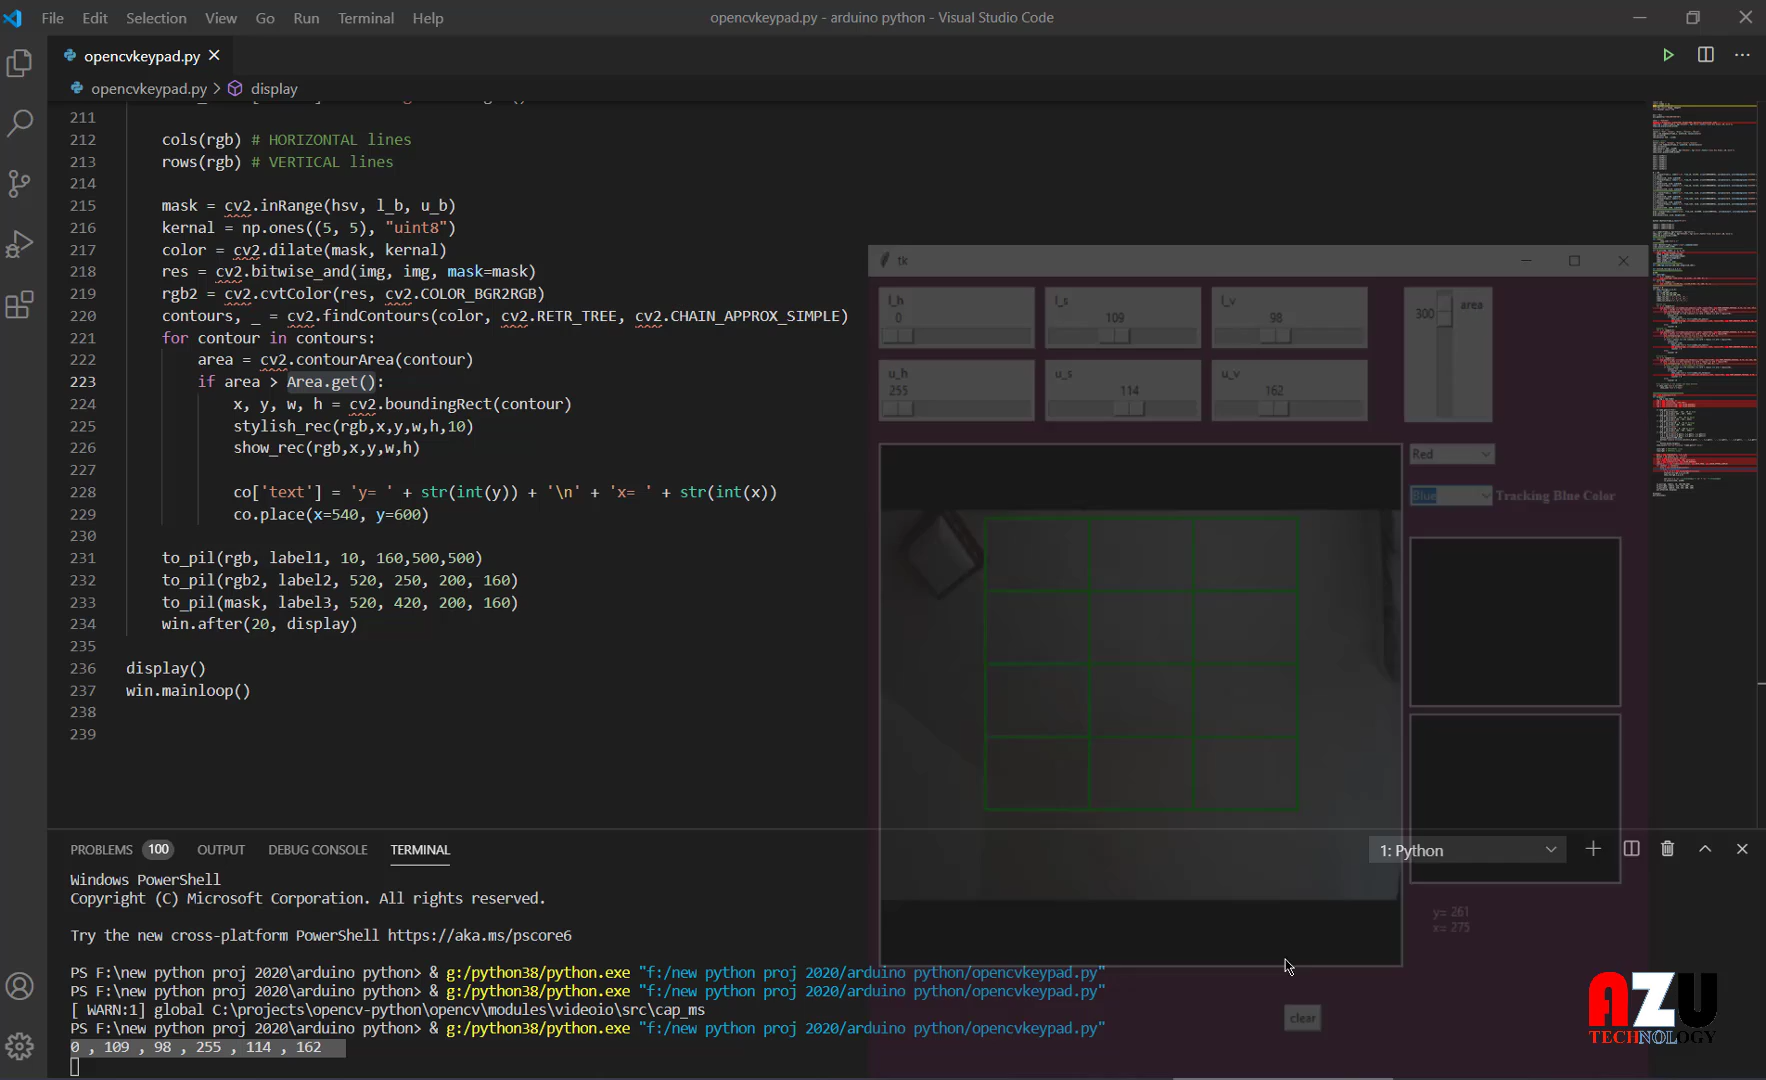 File Edit Selection View Go Run Terminal Help
opencvkeypad.py - arduino python - Visual Studio Code
opencvkeypad.py
opencvkeypad.py > display
211
212 cols(rgb) # HORIZONTAL lines
213 rows(rgb) # VERTICAL lines
214
215 mask = cv2.inRange(hsv, l_b, u_b)
216 kernal = np.ones((5, 5), "uint8")
217 color = cv2.dilate(mask, kernal)
218 res = cv2.bitwise_and(img, img, mask=mask)
219 rgb2 = cv2.cvtColor(res, cv2.COLOR_BGR2RGB)
220 contours, _ = cv2.findContours(color, cv2.RETR_TREE, cv2.CHAIN_APPROX_SIMPLE)
221 for contour in contours:
222 area = cv2.contourArea(contour)
223 if area > Area.get():
224 x, y, w, h = cv2.boundingRect(contour)
225 stylish_rec(rgb,x,y,w,h,10)
226 show_rec(rgb,x,y,w,h)
227
228 co['text'] = 'y= ' + str(int(y)) + '\n' + 'x= ' + str(int(x))
229 co.place(x=540, y=600)
230
231 to_pil(rgb, label1, 10, 160,500,500)
232 to_pil(rgb2, label2, 520, 250, 200, 160)
233 to_pil(mask, label3, 520, 420, 200, 160)
234 win.after(20, display)
235
236 display()
237 win.mainloop()
238
239
tk
l_h
0
l_s
109
l_v
98
300
area
u_h
255
u_s
114
u_v
162
Red
Blue
Tracking Blue Color
y= 261
x= 275
clear
PROBLEMS 100 OUTPUT DEBUG CONSOLE TERMINAL
1: Python
Windows PowerShell
Copyright (C) Microsoft Corporation. All rights reserved.
Try the new cross-platform PowerShell https://aka.ms/pscore6
PS F:\new python proj 2020\arduino python> & g:/python38/python.exe "f:/new python proj 2020/arduino python/opencvkeypad.py"
PS F:\new python proj 2020\arduino python> & g:/python38/python.exe "f:/new python proj 2020/arduino python/opencvkeypad.py"
[ WARN:1] global C:\projects\opencv-python\opencv\modules\videoio\src\cap_ms
PS F:\new python proj 2020\arduino python> & g:/python38/python.exe "f:/new python proj 2020/arduino python/opencvkeypad.py"
0 , 109 , 98 , 255 , 114 , 162
AZU
TECHNOLOGY